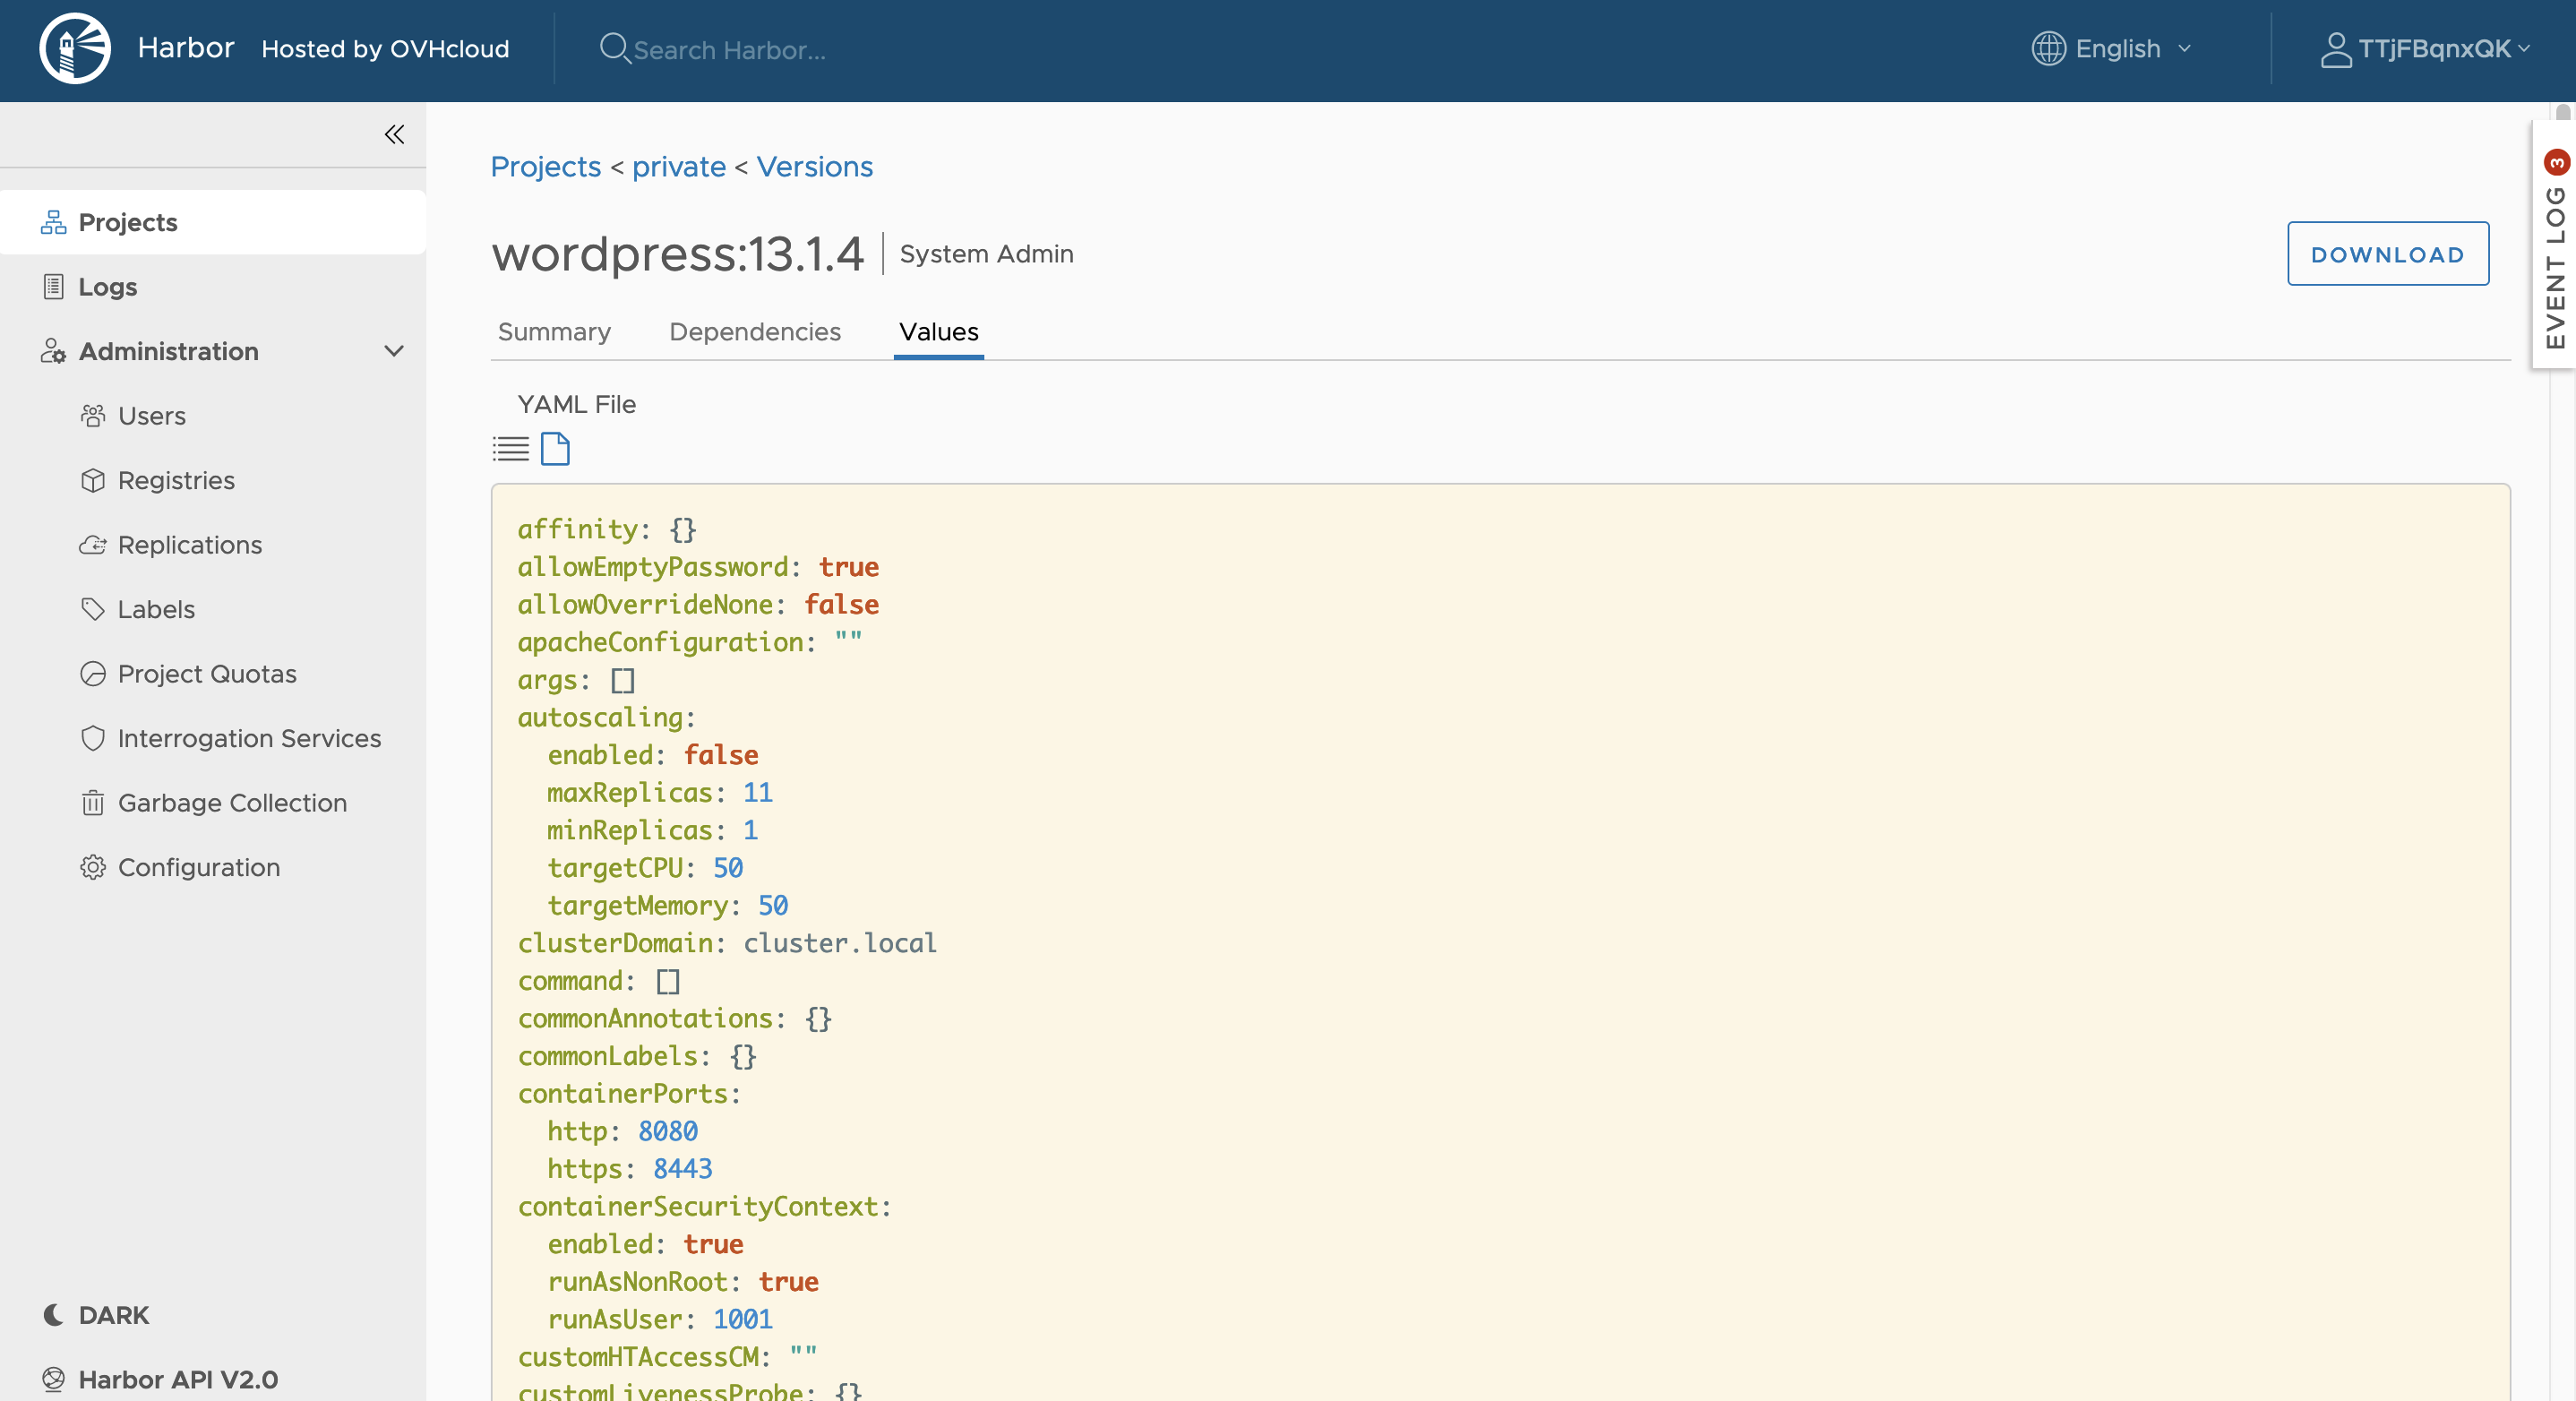 Harbor Hosted by OVHcloud Search Harbor... English TTjFBqnxQK
Projects
Logs
Administration
Users
Registries
Replications
Labels
Project Quotas
Interrogation Services
Garbage Collection
Configuration
DARK
Harbor API V2.0
Projects < private < Versions
wordpress:13.1.4 System Admin
DOWNLOAD
EVENT LOG 3
Summary Dependencies Values
YAML File
affinity: {}
allowEmptyPassword: true
allowOverrideNone: false
apacheConfiguration: ""
args: []
autoscaling:
  enabled: false
  maxReplicas: 11
  minReplicas: 1
  targetCPU: 50
  targetMemory: 50
clusterDomain: cluster.local
command: []
commonAnnotations: {}
commonLabels: {}
containerPorts:
  http: 8080
  https: 8443
containerSecurityContext:
  enabled: true
  runAsNonRoot: true
  runAsUser: 1001
customHTAccessCM: ""
customLivenessProbe: {}